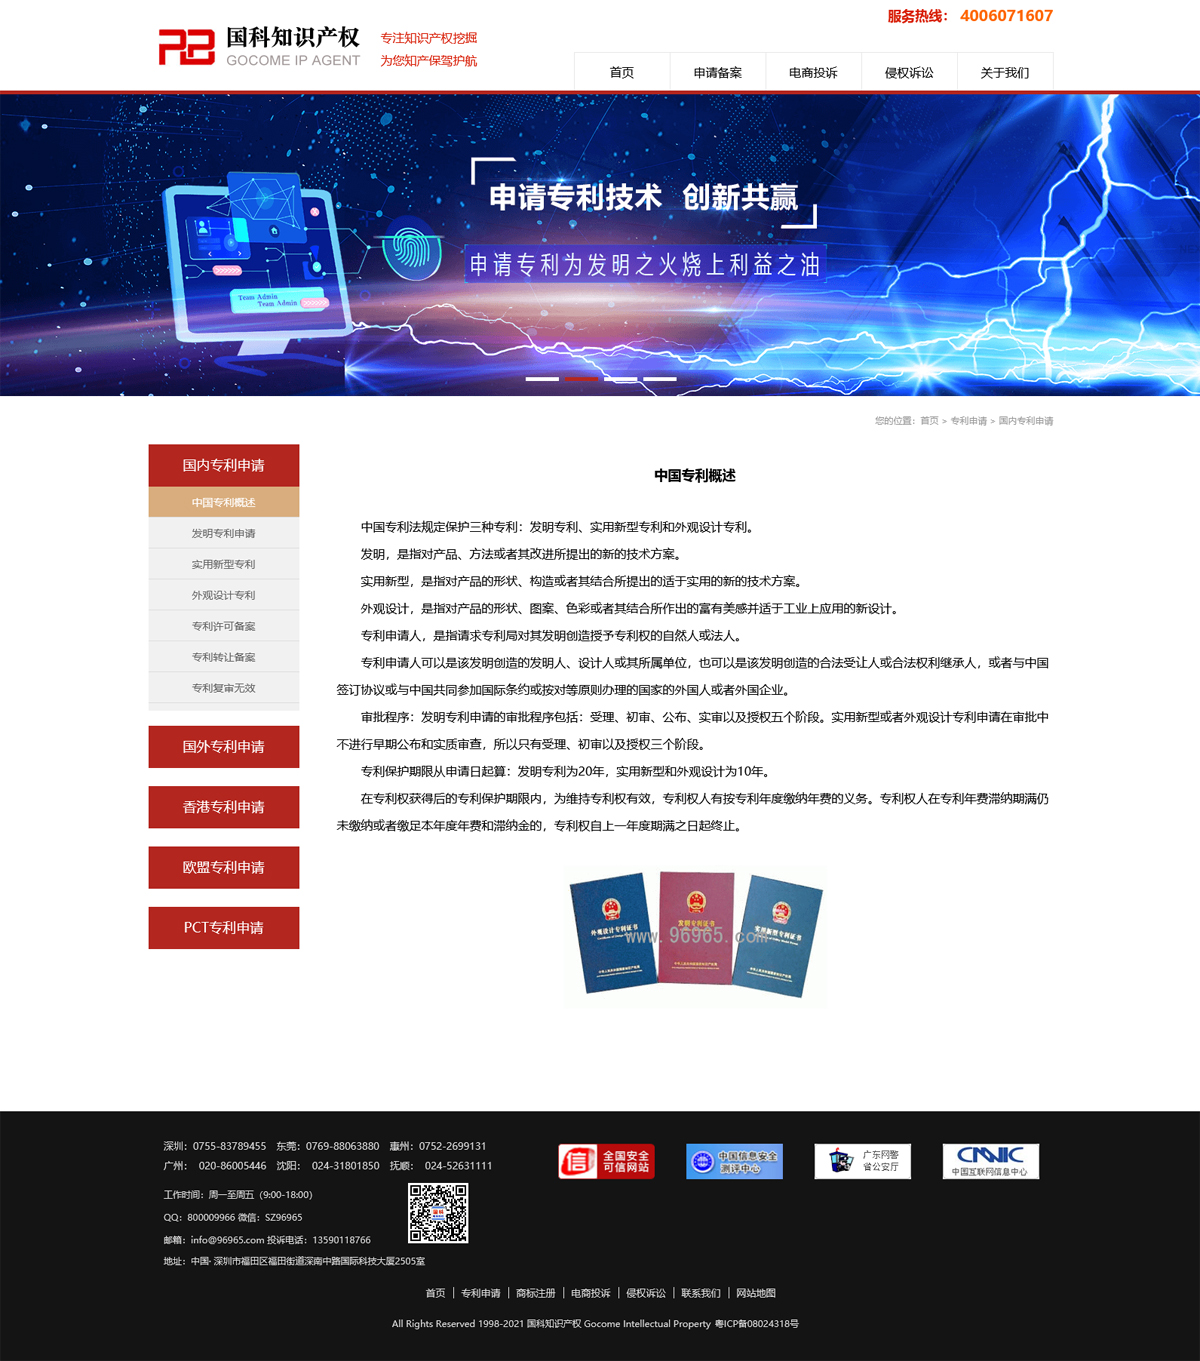 服务热线： 4006071607
国科知识产权
GOCOME IP AGENT
专注知识产权挖掘
为您知产保驾护航
首页 申请备案 电商投诉 侵权诉讼 关于我们
申请专利技术 创新共赢
申请专利为发明之火烧上利益之油
Team Admin
Team Admin
您的位置：首页 > 专利申请 > 国内专利申请
国内专利申请
中国专利概述
发明专利申请
实用新型专利
外观设计专利
专利许可备案
专利转让备案
专利复审无效
国外专利申请
香港专利申请
欧盟专利申请
PCT专利申请
中国专利概述
中国专利法规定保护三种专利：发明专利、实用新型专利和外观设计专利。
发明，是指对产品、方法或者其改进所提出的新的技术方案。
实用新型，是指对产品的形状、构造或者其结合所提出的适于实用的新的技术方案。
外观设计，是指对产品的形状、图案、色彩或者其结合所作出的富有美感并适于工业上应用的新设计。
专利申请人，是指请求专利局对其发明创造授予专利权的自然人或法人。
专利申请人可以是该发明创造的发明人、设计人或其所属单位，也可以是该发明创造的合法受让人或合法权利继承人，或者与中国
签订协议或与中国共同参加国际条约或按对等原则办理的国家的外国人或者外国企业。
审批程序：发明专利申请的审批程序包括：受理、初审、公布、实审以及授权五个阶段。实用新型或者外观设计专利申请在审批中
不进行早期公布和实质审查，所以只有受理、初审以及授权三个阶段。
专利保护期限从申请日起算：发明专利为20年，实用新型和外观设计为10年。
在专利权获得后的专利保护期限内，为维持专利权有效，专利权人有按专利年度缴纳年费的义务。专利权人在专利年费滞纳期满仍
未缴纳或者缴足本年度年费和滞纳金的，专利权自上一年度期满之日起终止。
外观设计专利证书
发明专利证书
实用新型专利证书
www.96965.com
深圳：0755-83789455 东莞：0769-88063880 惠州：0752-2699131
广州： 020-86005446 沈阳： 024-31801850 抚顺： 024-52631111
工作时间：周一至周五（9:00-18:00）
QQ：800009966 微信：SZ96965
邮箱：info@96965.com 投诉电话：13590118766
地址：中国· 深圳市福田区福田街道深南中路国际科技大厦2505室
信 全国安全
可信网站
中国信息安全
测评中心
广东网警
省公安厅
CNNIC
中国互联网信息中心
首页 | 专利申请 | 商标注册 | 电商投诉 | 侵权诉讼 | 联系我们 | 网站地图
All Rights Reserved 1998-2021 国科知识产权 Gocome Intellectual Property 粤ICP备08024318号